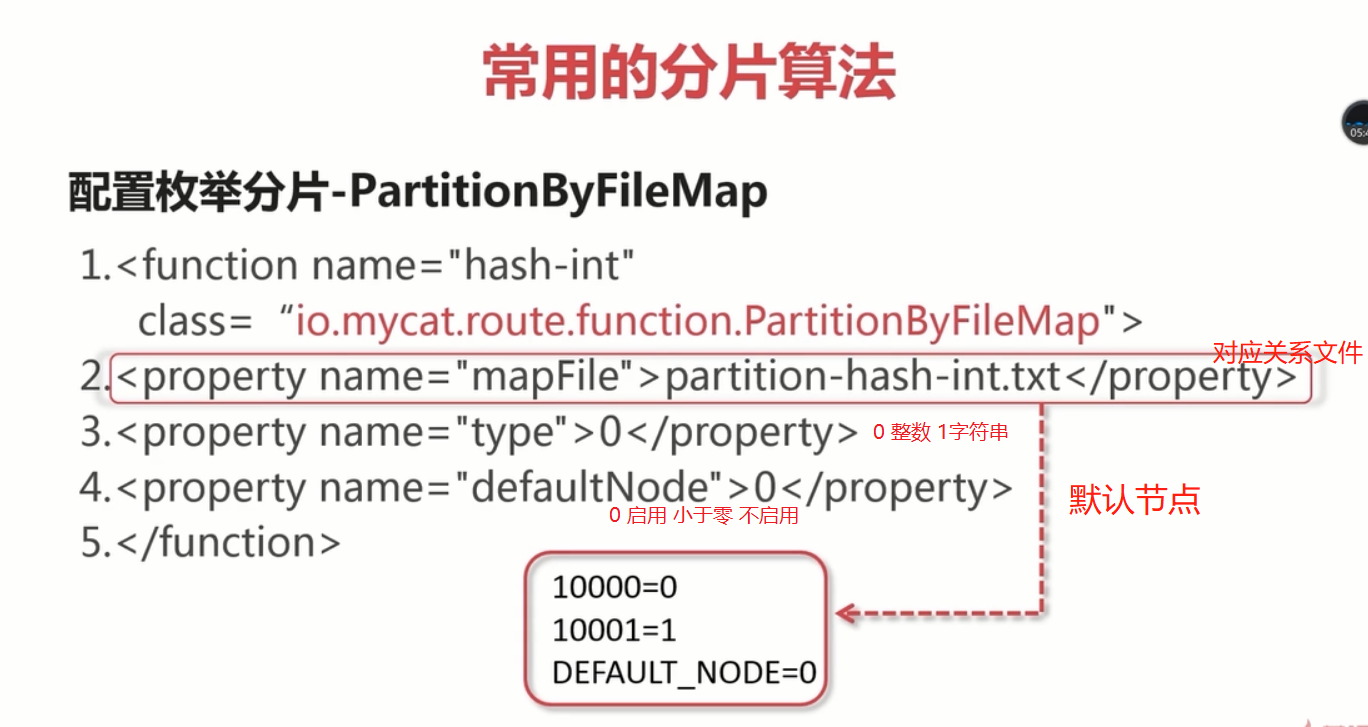 常用的分片算法
05:4
配置枚举分片-PartitionByFileMap
1.<function name="hash-int"
class= “io.mycat.route.function.PartitionByFileMap">
对应关系文件
2.<property name="mapFile">partition-hash-int.txt</property>
3.<property name="type">0</property> 0 整数 1字符串
4.<property name="defaultNode">0</property>
默认节点
0 启用 小于零 不启用
5.</function>
10000=0
10001=1
DEFAULT_NODE=0